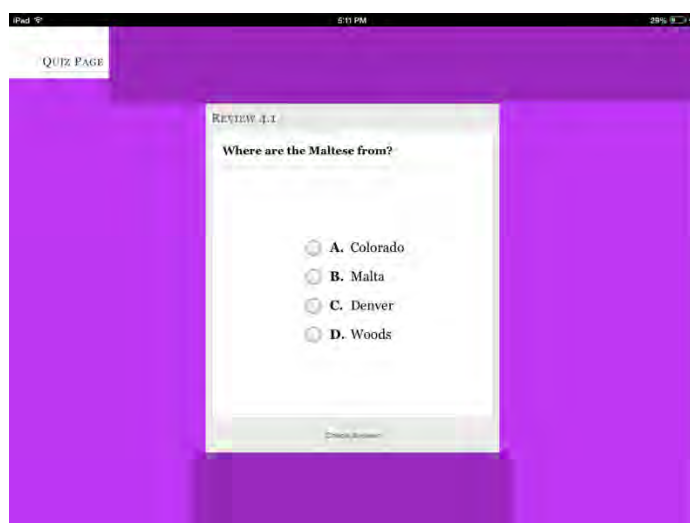 iPad 5:11 PM 29%
QUIZ PAGE
REVIEW 4.1
Where are the Maltese from?
A. Colorado
B. Malta
C. Denver
D. Woods
Check Answer